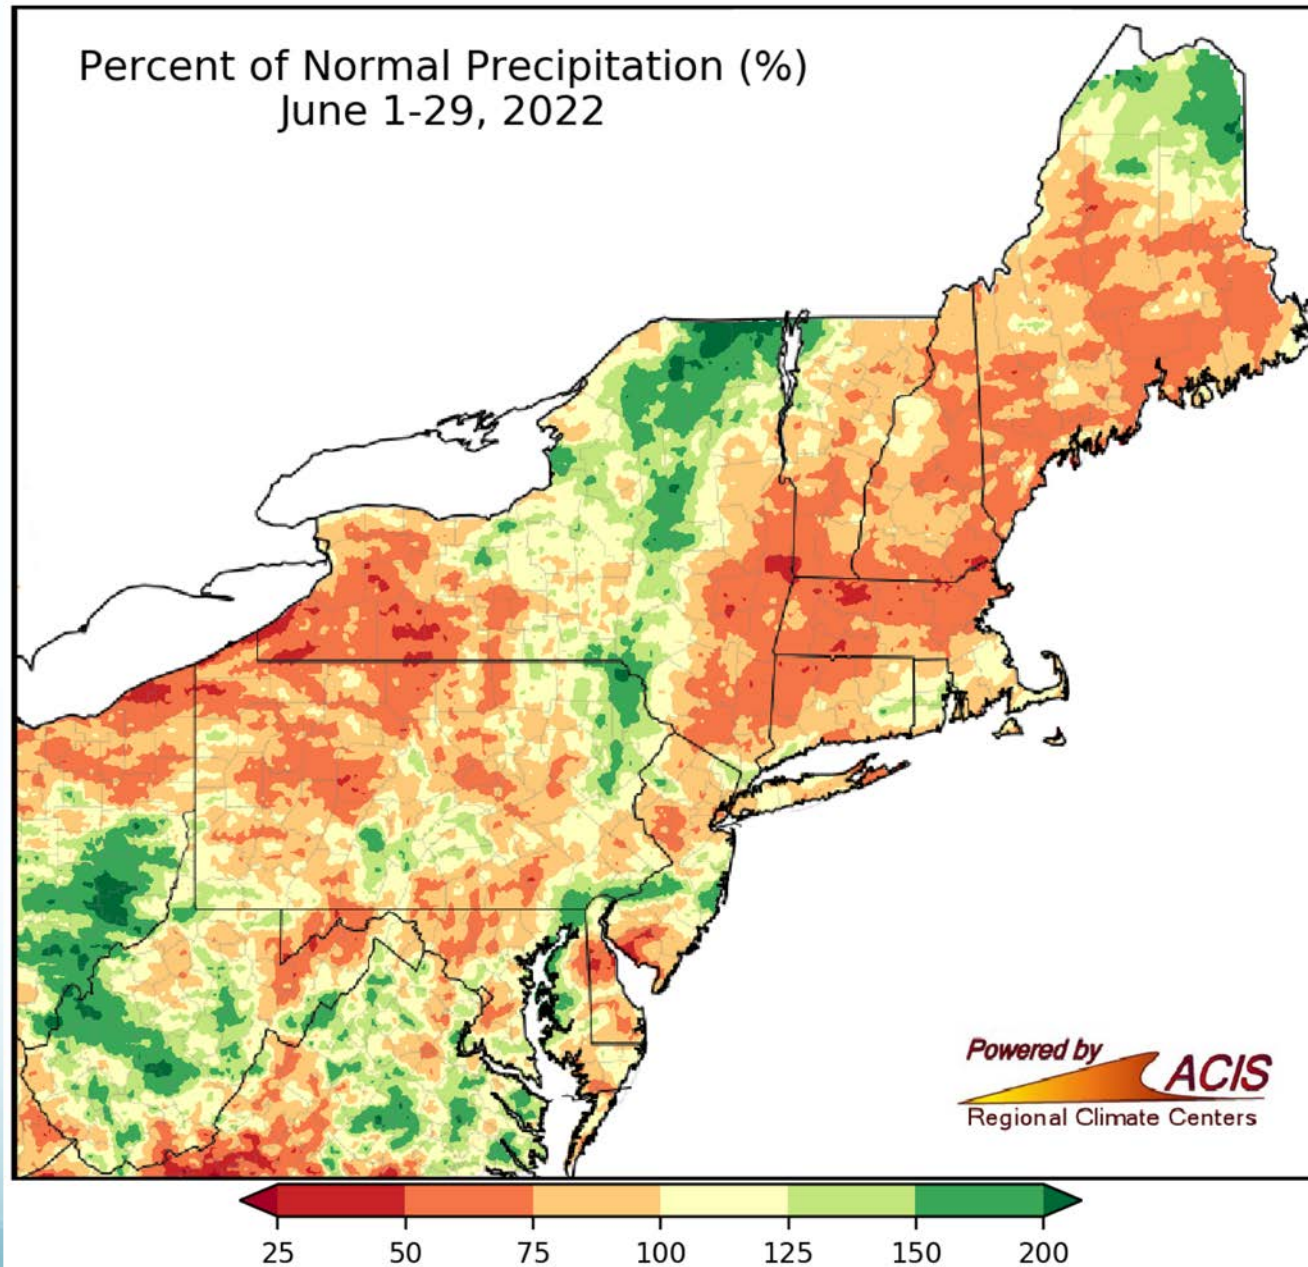 Percent of Normal Precipitation (%)
June 1-29, 2022
Powered by
ACIS
Regional Climate Centers
25 50 75 100 125 150 200